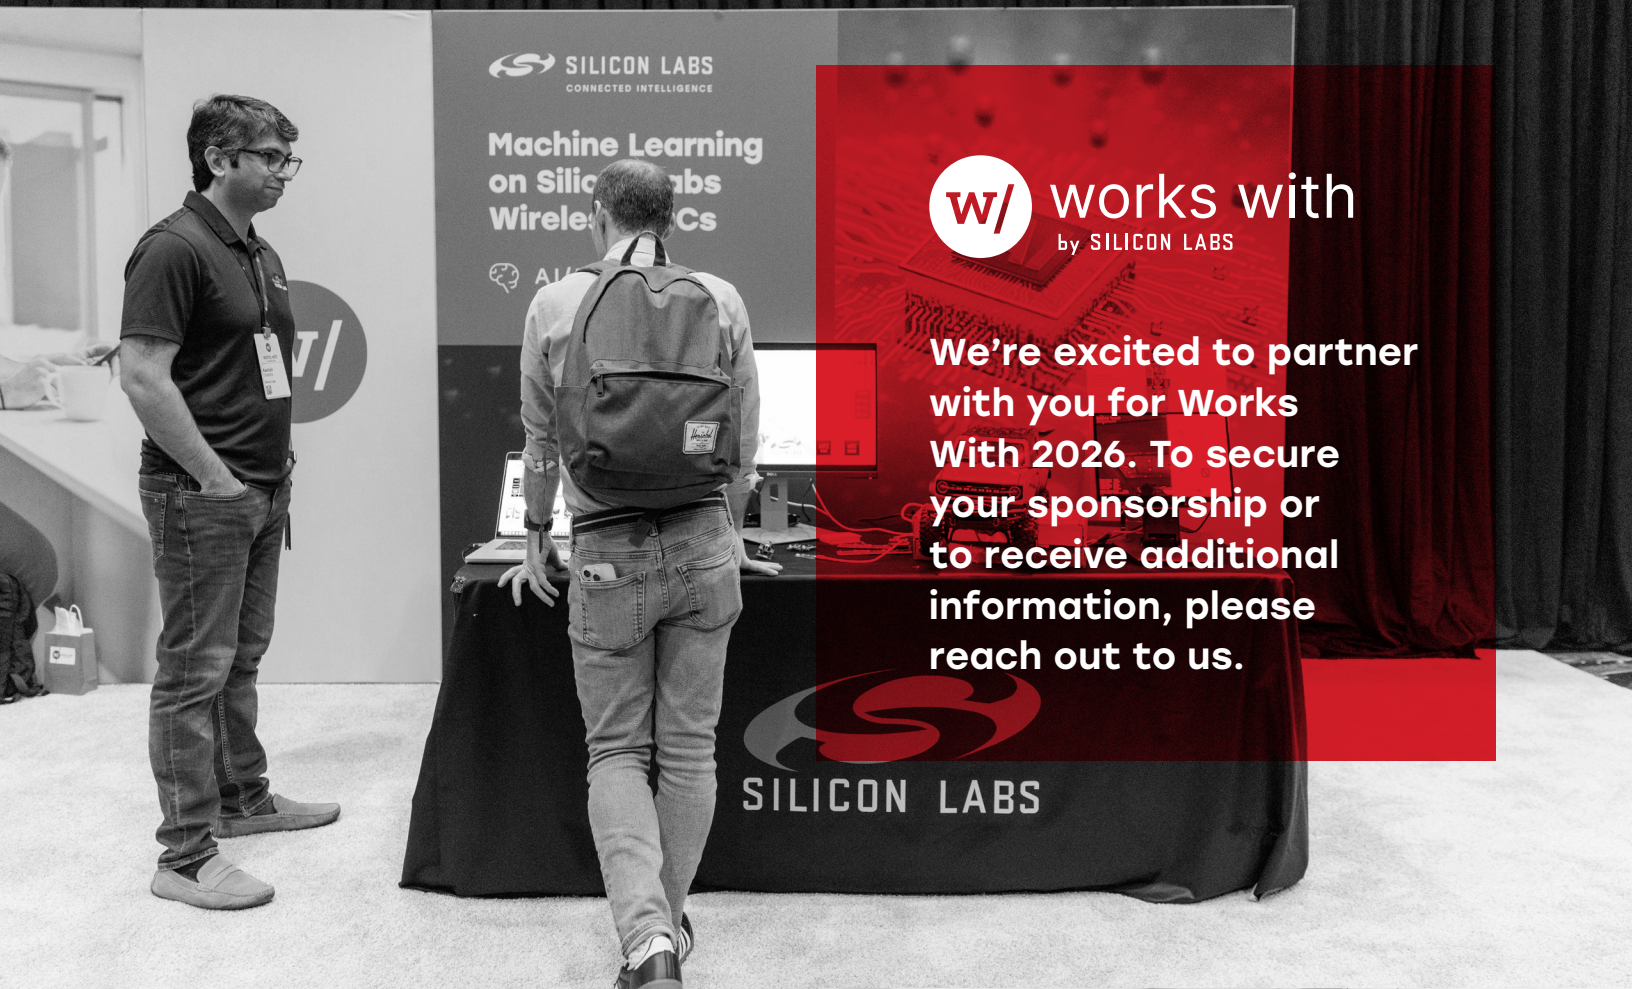 SILICON LABS
CONNECTED INTELLIGENCE
Machine Learning
on Silic abs
Wireles Cs
AI/
W/
W/ works with
by SILICON LABS
We’re excited to partner
with you for Works
With 2026. To secure
your sponsorship or
to receive additional
information, please
reach out to us.
Herschel
SILICON LABS